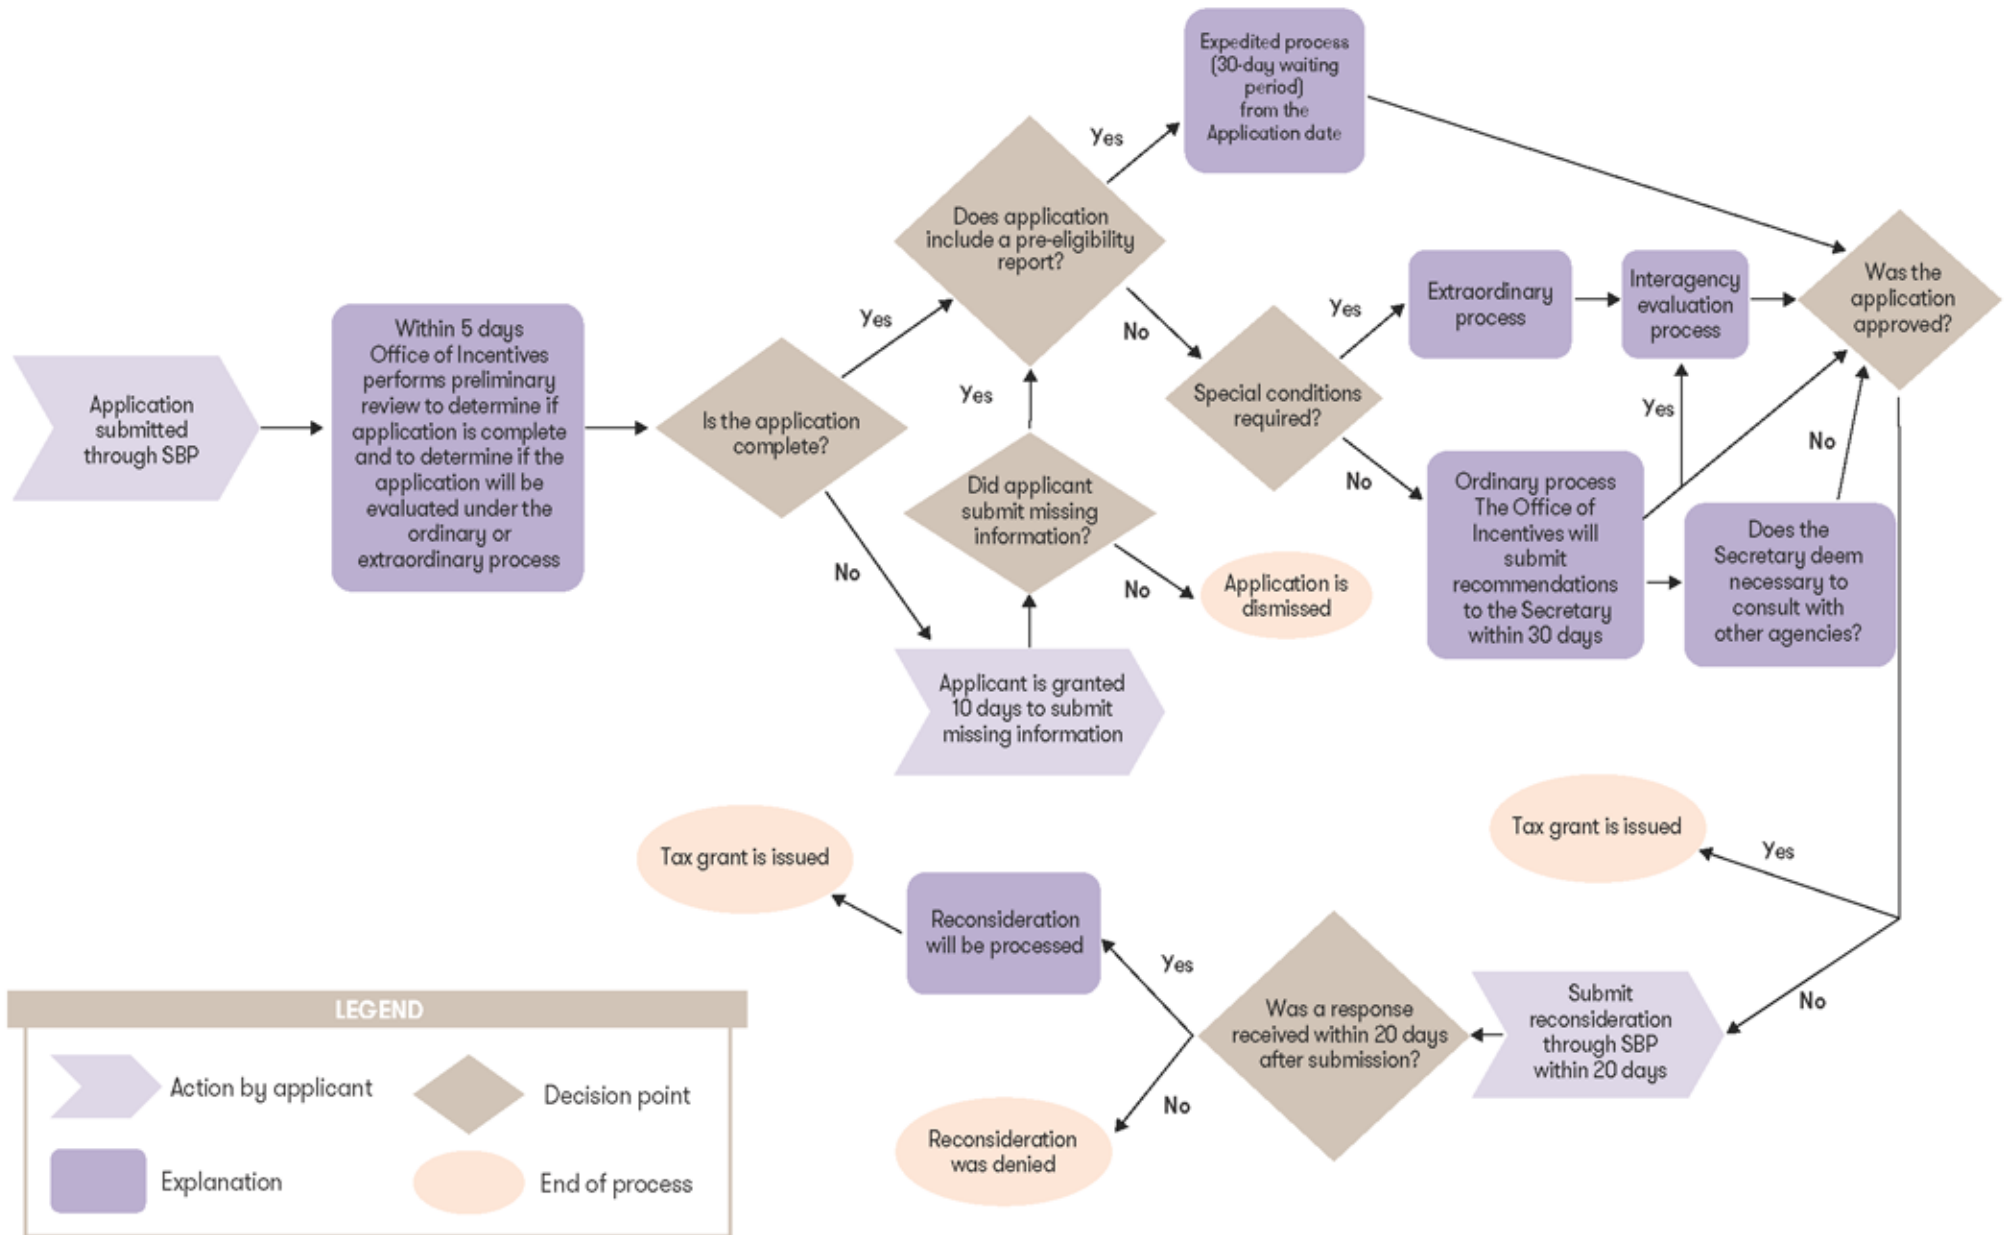 Application
submitted
through SBP
Within 5 days
Office of Incentives
performs preliminary
review to determine if
application is complete
and to determine if the
application will be
evaluated under the
ordinary or
extraordinary process
Is the application
complete?
Yes
No
Does application
include a pre-eligibility
report?
Yes
No
Expedited process
(30-day waiting
period)
from the
Application date
Applicant is granted
10 days to submit
missing information
Did applicant
submit missing
information?
Yes
No
Application is
dismissed
Special conditions
required?
Yes
No
Extraordinary
process
Interagency
evaluation
process
Ordinary process
The Office of
Incentives will
submit
recommendations
to the Secretary
within 30 days
Yes
Does the
Secretary deem
necessary to
consult with
other agencies?
No
Was the
application
approved?
Yes
Tax grant is issued
No
Submit
reconsideration
through SBP
within 20 days
Was a response
received within 20 days
after submission?
Yes
Reconsideration
will be processed
Tax grant is issued
No
Reconsideration
was denied
LEGEND
Action by applicant
Decision point
Explanation
End of process